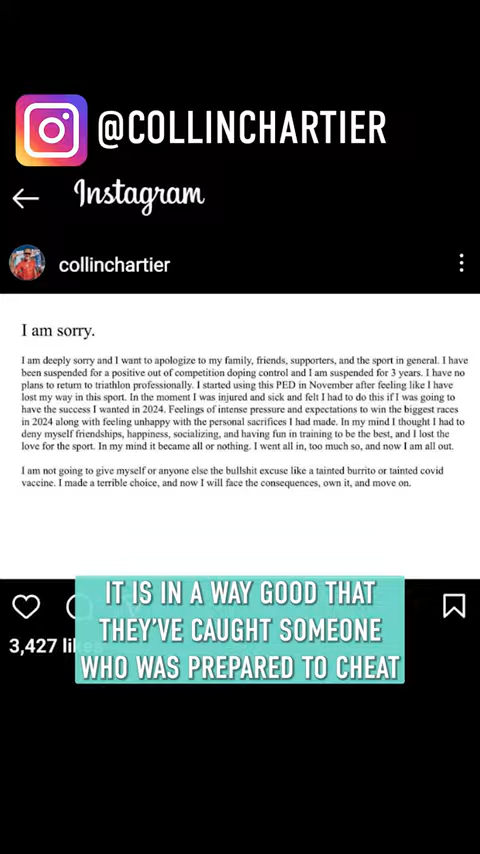 @COLLINCHARTIER
Instagram
collinchartier
I am sorry.
I am deeply sorry and I want to apologize to my family, friends, supporters, and the sport in general. I have
been suspended for a positive out of competition doping control and I am suspended for 3 years. I have no
plans to return to triathlon professionally. I started using this PED in November after feeling like I have
lost my way in this sport. In the moment I was injured and sick and felt I had to do this if I was going to
have the success I wanted in 2024. Feelings of intense pressure and expectations to win the biggest races
in 2024 along with feeling unhappy with the personal sacrifices I had made. In my mind I thought I had to
deny myself friendships, happiness, socializing, and having fun in training to be the best, and I lost the
love for the sport. In my mind it became all or nothing. I went all in, too much so, and now I am all out.
I am not going to give myself or anyone else the bullshit excuse like a tainted burrito or tainted covid
vaccine. I made a terrible choice, and now I will face the consequences, own it, and move on.
IT IS IN A WAY GOOD THAT
THEY'VE CAUGHT SOMEONE
WHO WAS PREPARED TO CHEAT
3,427